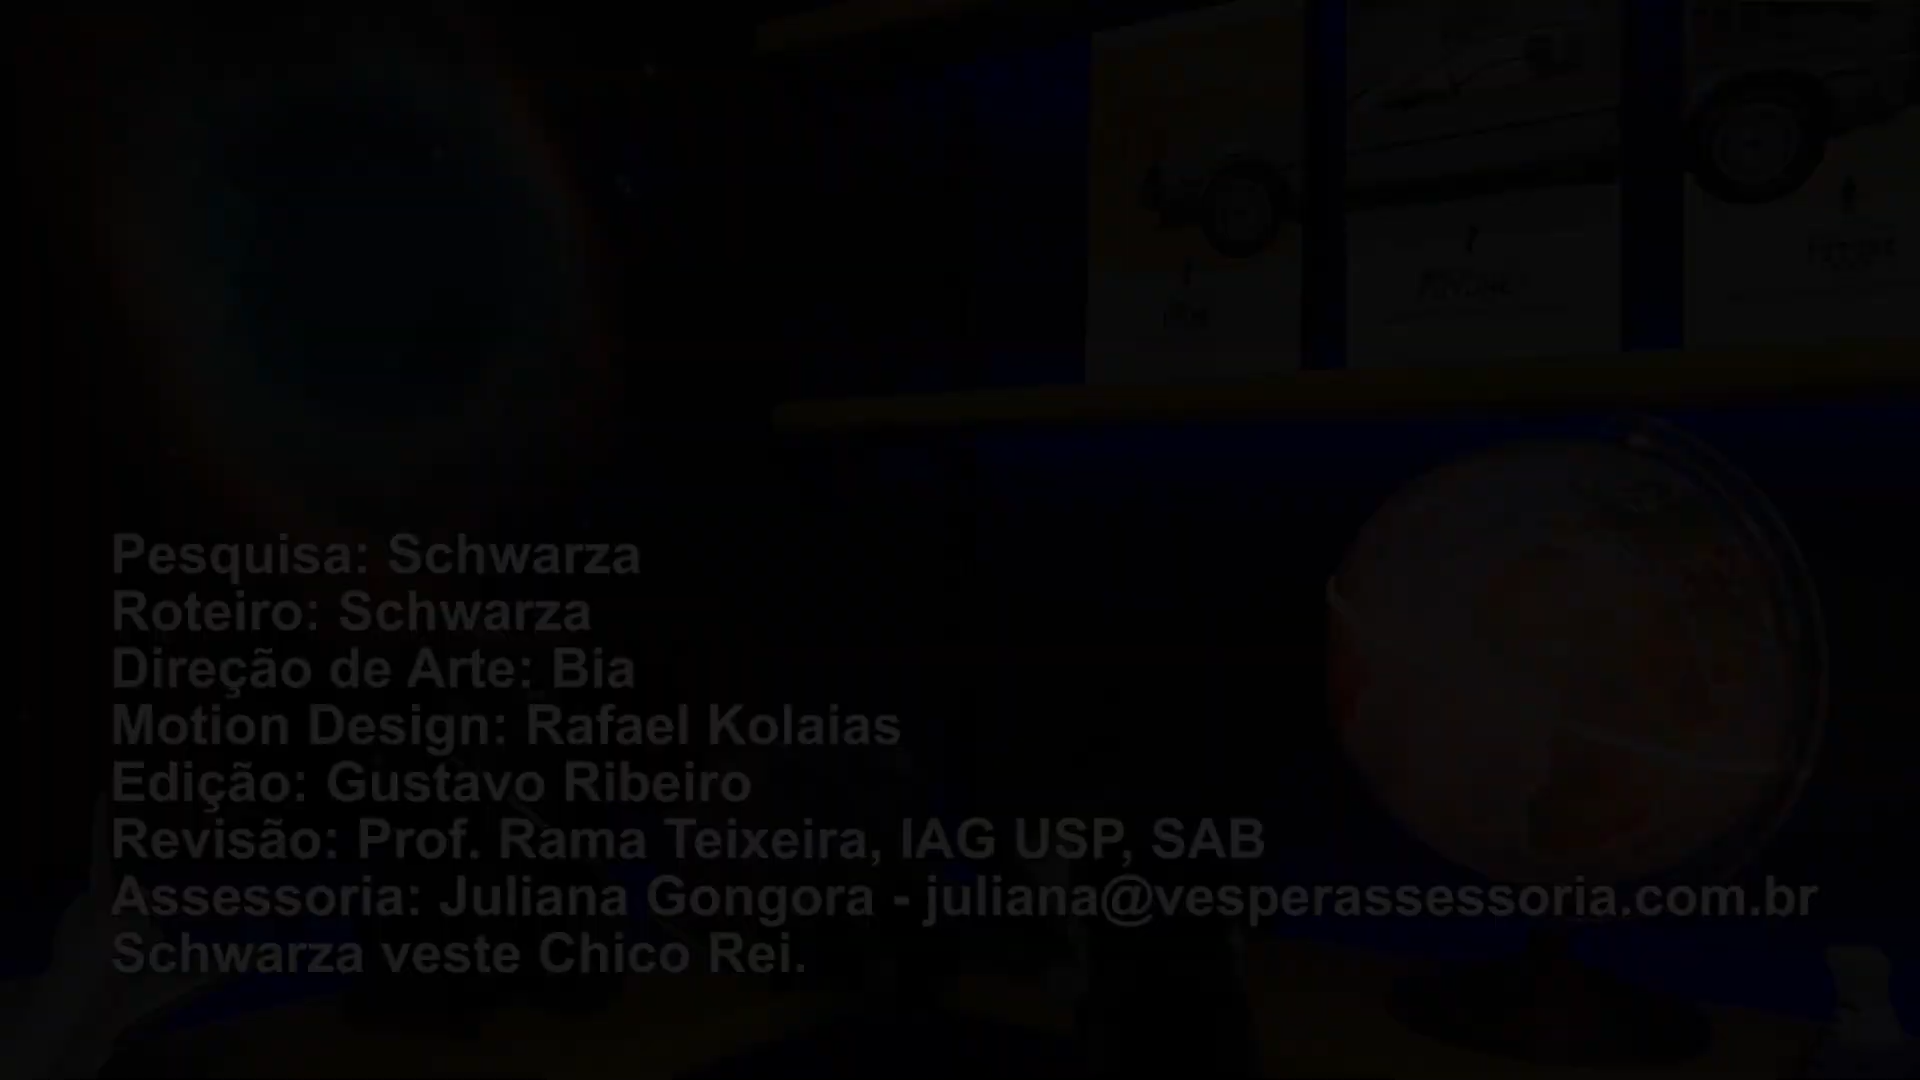 Pesquisa: Schwarza
Roteiro: Schwarza
Direção de Arte: Bia
Motion Design: Rafael Kolaias
Edição: Gustavo Ribeiro
Revisão: Prof. Rama Teixeira, IAG USP, SAB
Assessoria: Juliana Gongora - juliana@vesperassessoria.com.br
Schwarza veste Chico Rei.